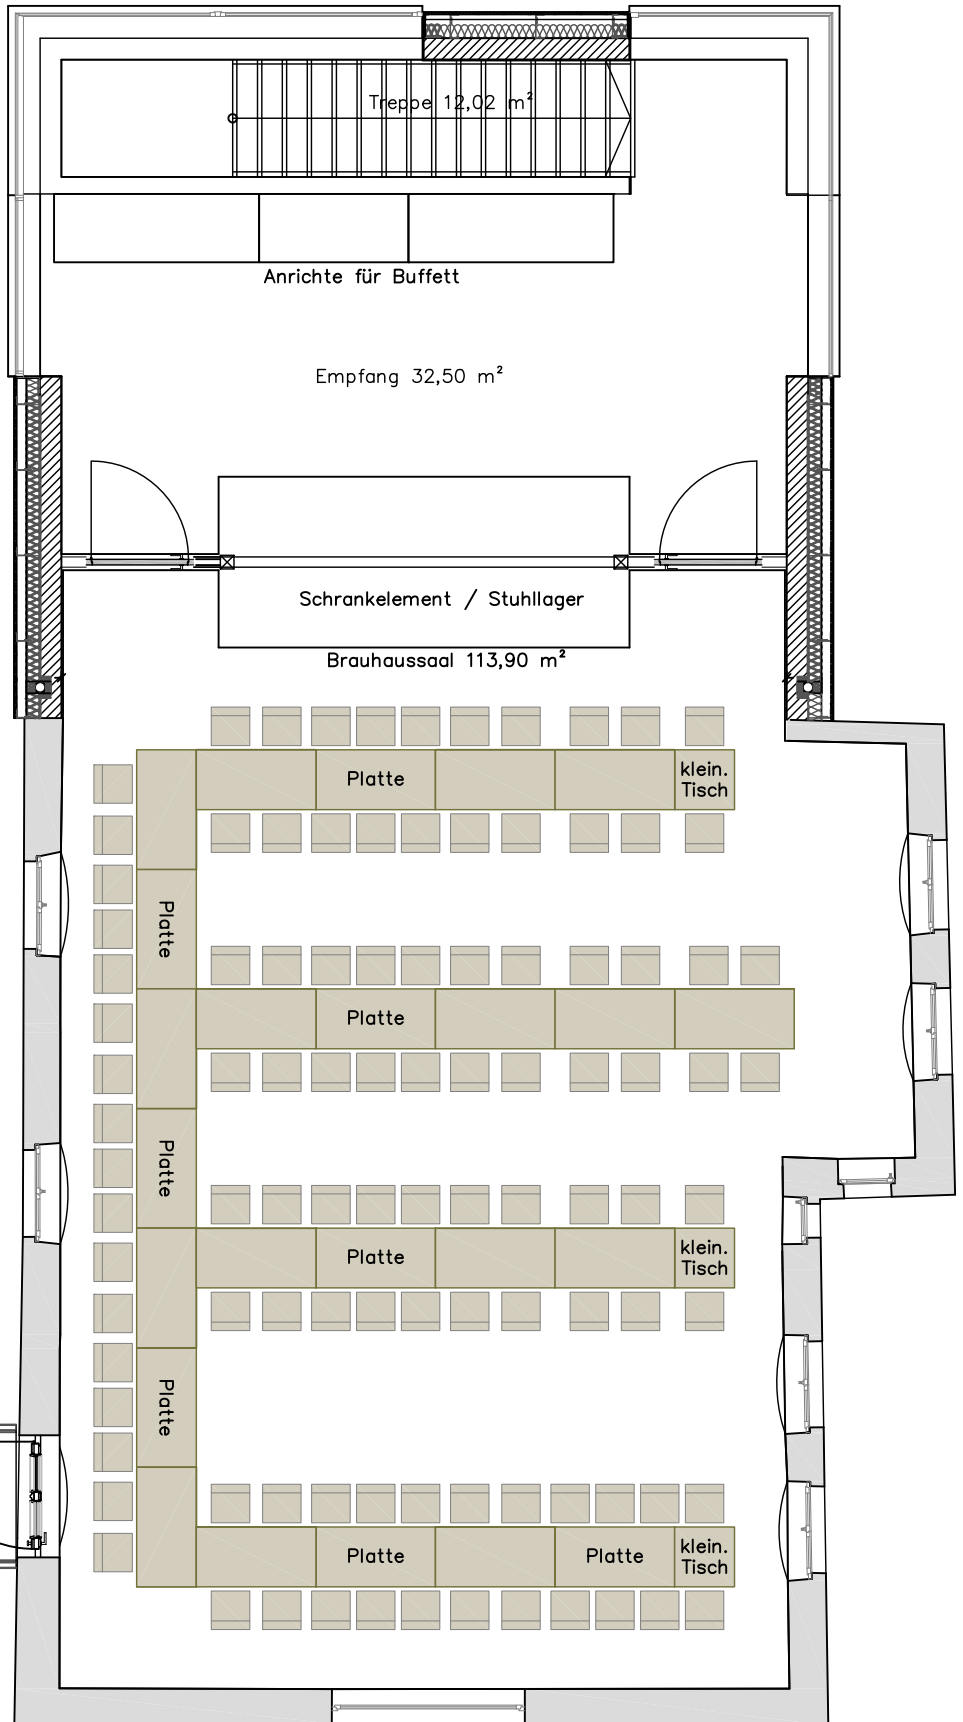 Treppe 12,02 m²
Anrichte für Buffett
Empfang 32,50 m²
Schrankelement / Stuhllager
Brauhaussaal 113,90 m²
Platte
klein.
Tisch
Platte
Platte
Platte
Platte
klein.
Tisch
Platte
Platte
Platte
klein.
Tisch